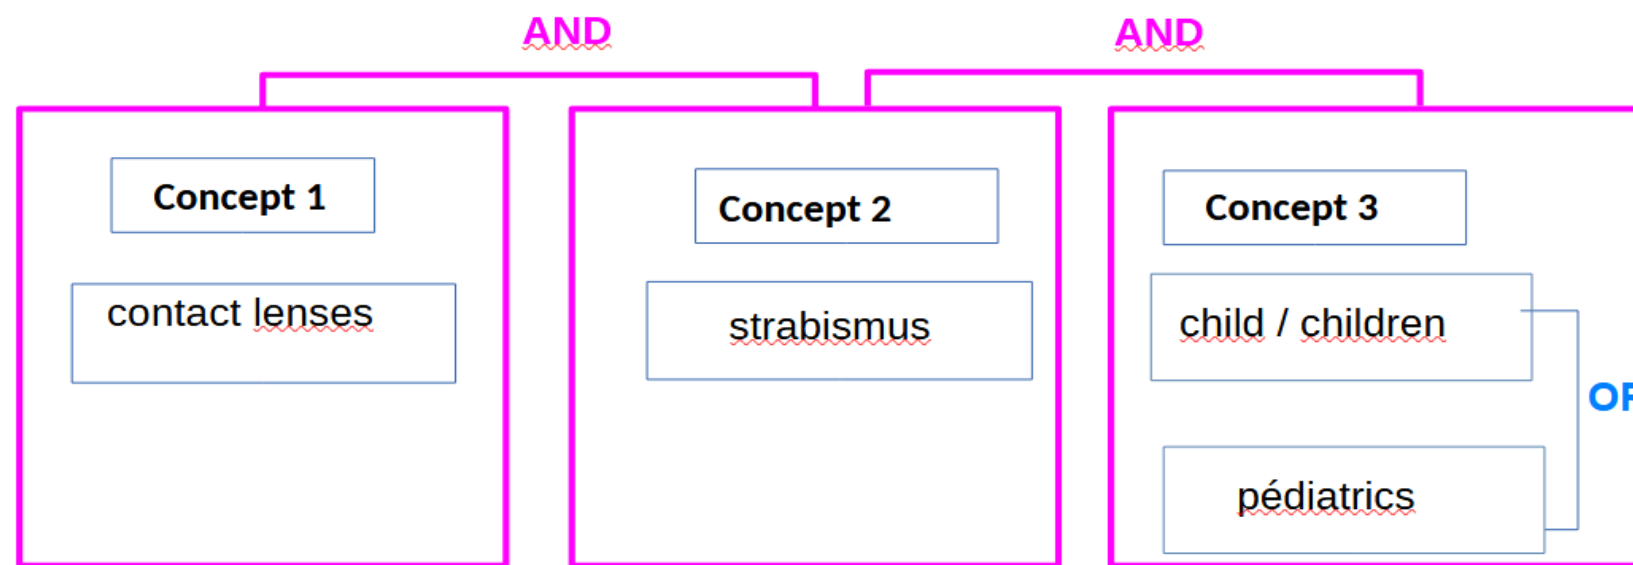 AND
AND
Concept 1
Concept 2
Concept 3
contact lenses
strabismus
child / children
pédiatrics